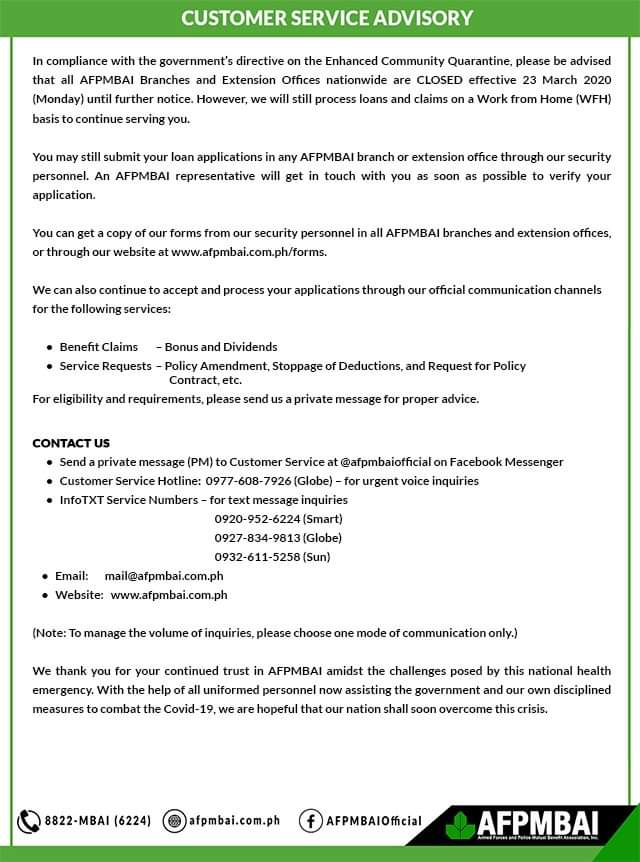 CUSTOMER SERVICE ADVISORY
In compliance with the government's directive on the Enhanced Community Quarantine, please be advised
that all AFPMBAI Branches and Extension Offices nationwide are CLOSED effective 23 March 2020
(Monday) until further notice. However, we will still process loans and claims on a Work from Home (WFH)
basis to continue serving you.
You may still submit your loan applications in any AFPMBAI branch or extension office through our security
personnel. An AFPMBAI representative will get in touch with you as soon as possible to verify your
application.
You can get a copy of our forms from our security personnel in all AFPMBAI branches and extension offices,
or through our website at www.afpmbai.com.ph/forms.
We can also continue to accept and process your applications through our official communication channels
for the following services:
• Benefit Claims – Bonus and Dividends
• Service Requests – Policy Amendment, Stoppage of Deductions, and Request for Policy
Contract, etc.
For eligibility and requirements, please send us a private message for proper advice.
CONTACT US
• Send a private message (PM) to Customer Service at @afpmbaiofficial on Facebook Messenger
• Customer Service Hotline: 0977-608-7926 (Globe) – for urgent voice inquiries
• InfoTXT Service Numbers – for text message inquiries
0920-952-6224 (Smart)
0927-834-9813 (Globe)
0932-611-5258 (Sun)
• Email: mail@afpmbai.com.ph
• Website: www.afpmbai.com.ph
(Note: To manage the volume of inquiries, please choose one mode of communication only.)
We thank you for your continued trust in AFPMBAI amidst the challenges posed by this national health
emergency. With the help of all uniformed personnel now assisting the government and our own disciplined
measures to combat the Covid-19, we are hopeful that our nation shall soon overcome this crisis.
8822-MBAI (6224) afpmbai.com.ph AFPMBAIOfficial AFPMBAI
Armed Forces and Police Mutual Benefit Association, Inc.